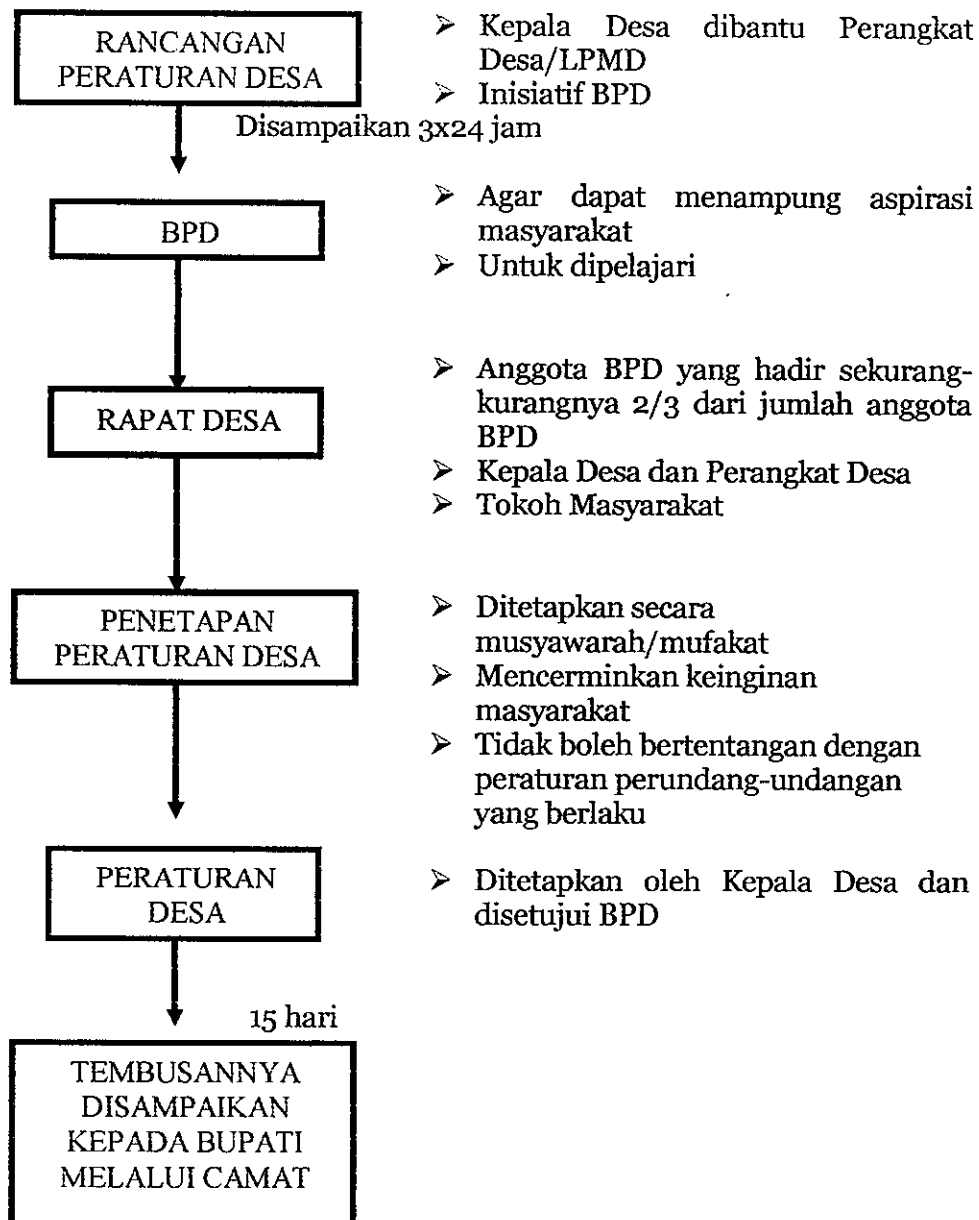 RANCANGAN
PERATURAN DESA
➢ Kepala Desa dibantu Perangkat
Desa/LPMD
➢ Inisiatif BPD
Disampaikan 3x24 jam
BPD
➢ Agar dapat menampung aspirasi
masyarakat
➢ Untuk dipelajari
RAPAT DESA
➢ Anggota BPD yang hadir sekurang-
kurangnya 2/3 dari jumlah anggota
BPD
➢ Kepala Desa dan Perangkat Desa
➢ Tokoh Masyarakat
PENETAPAN
PERATURAN DESA
➢ Ditetapkan secara
musyawarah/mufakat
➢ Mencerminkan keinginan
masyarakat
➢ Tidak boleh bertentangan dengan
peraturan perundang-undangan
yang berlaku
PERATURAN
DESA
➢ Ditetapkan oleh Kepala Desa dan
disetujui BPD
15 hari
TEMBUSANNYA
DISAMPAIKAN
KEPADA BUPATI
MELALUI CAMAT